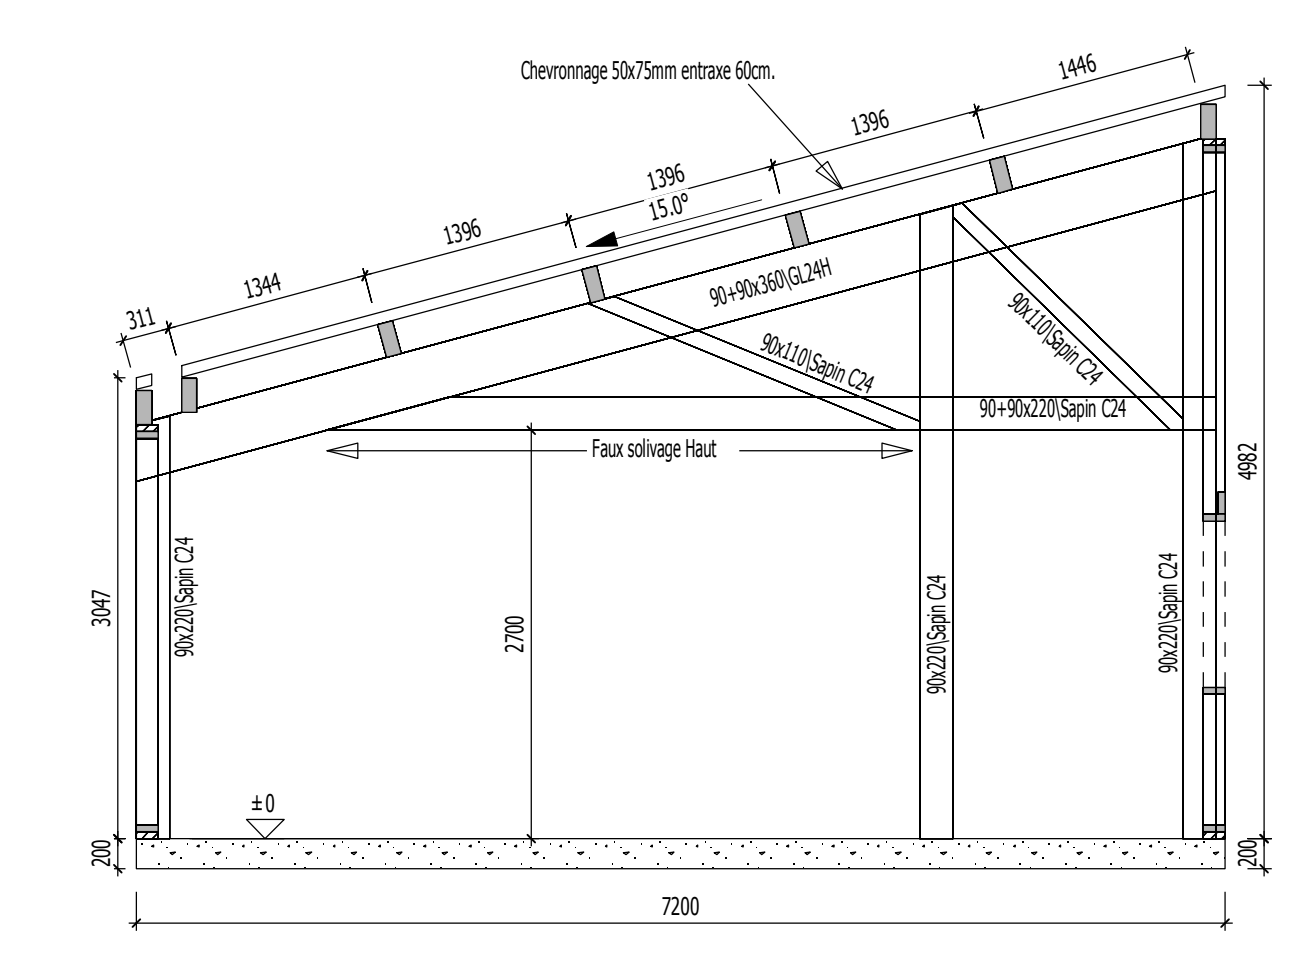 Chevronnage 50x75mm entraxe 60cm.
1446
1396
1396
15.0°
1396
1344
311
90+90x360\GL24H
90x110\Sapin C24
90x110\Sapin C24
90+90x220\Sapin C24
Faux solivage Haut
4982
3047
90x220\Sapin C24
2700
90x220\Sapin C24
90x220\Sapin C24
±0
200
200
7200